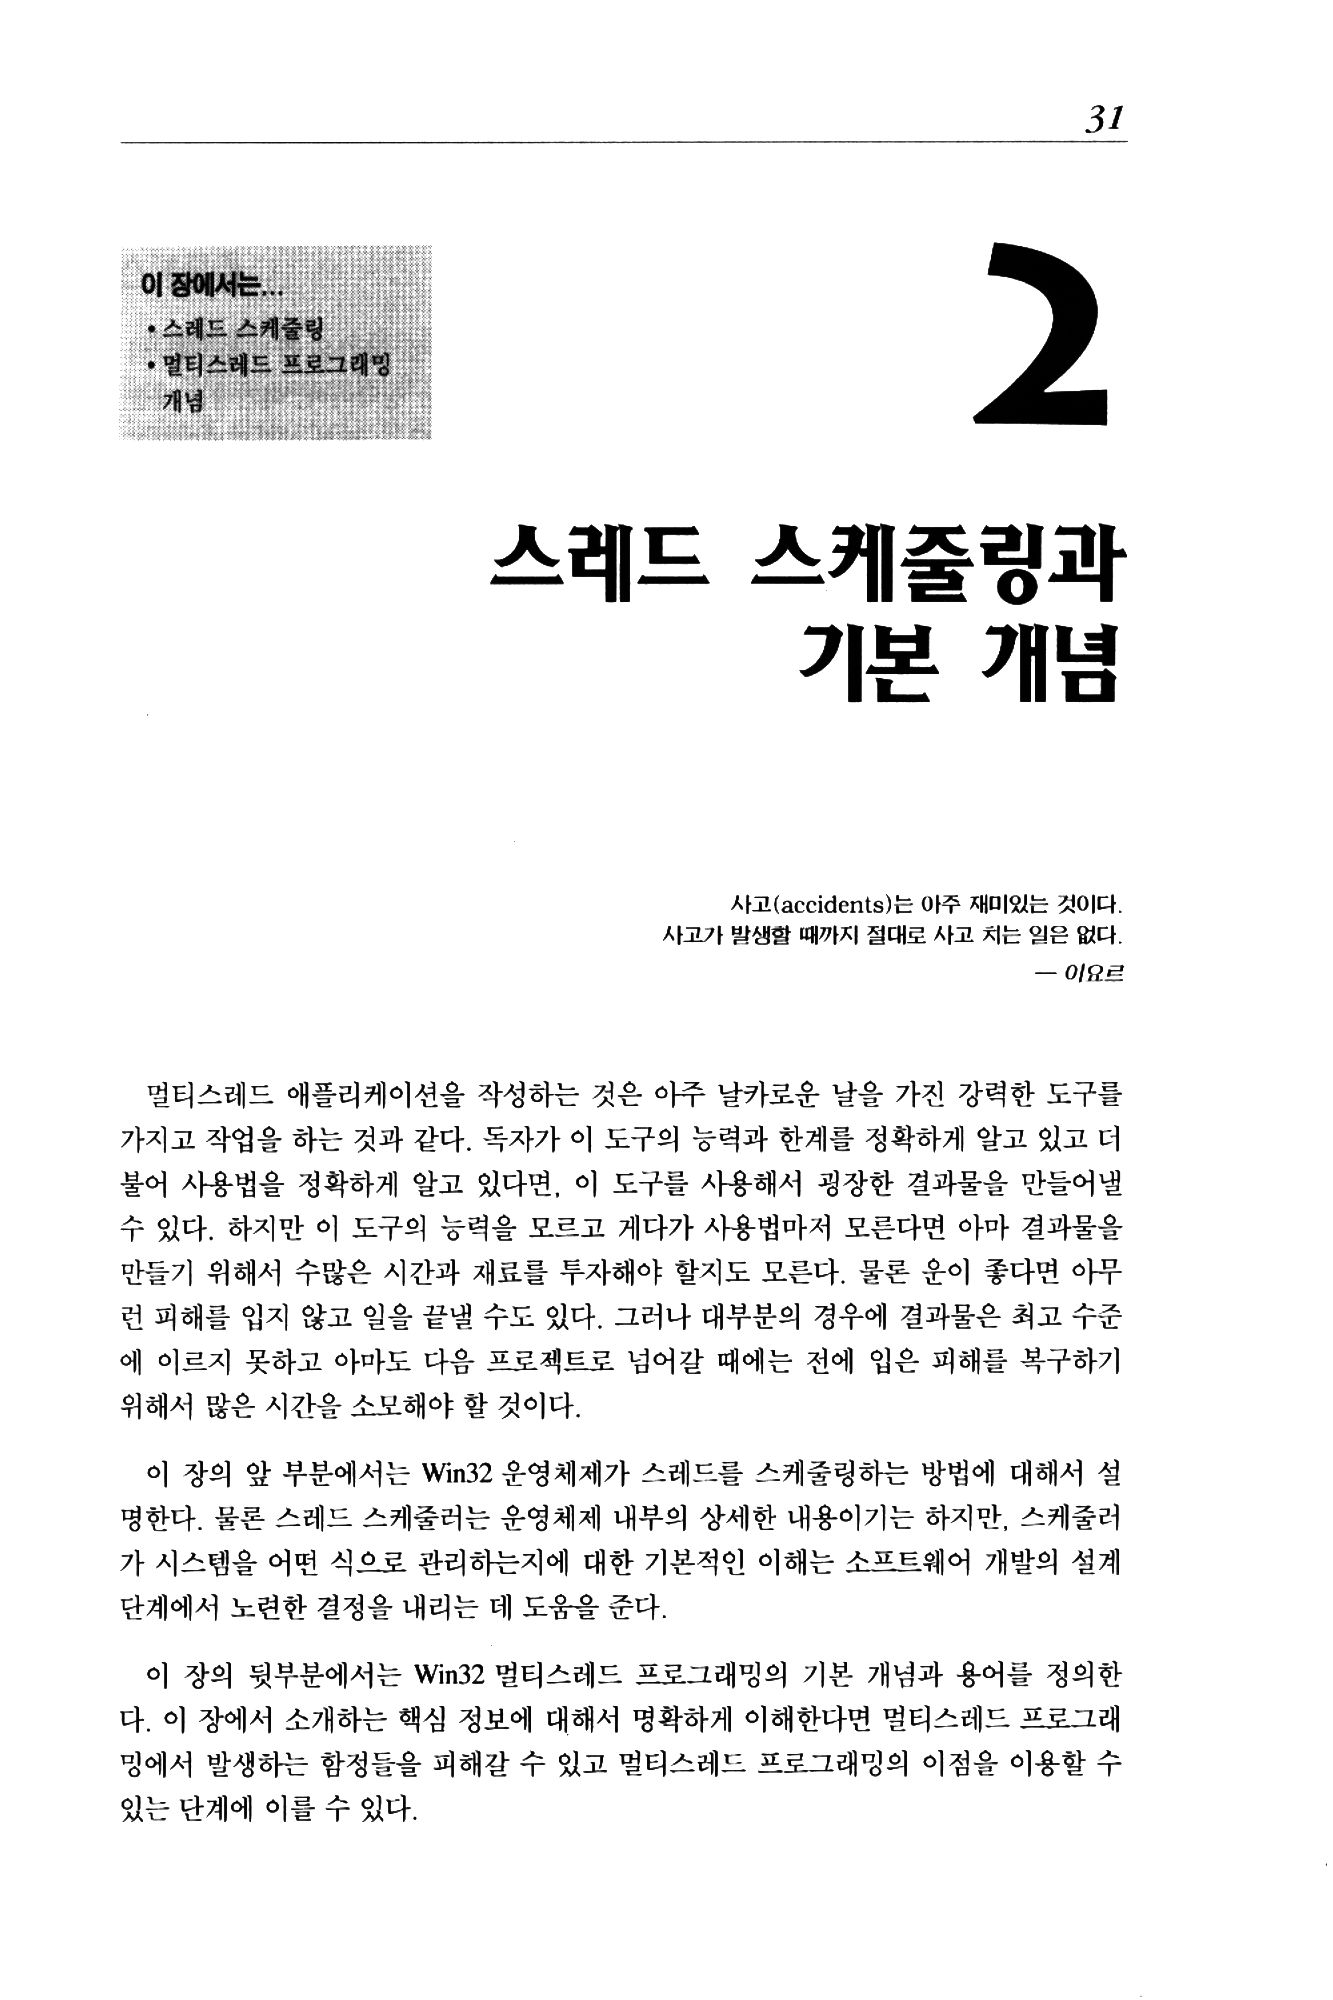 31
이 장에서는...
• 스레드 스케줄링
• 멀티스레드 프로그래밍
개념
2
스레드 스케줄링과
기본 개념
사고(accidents)는 아주 재미있는 것이다.
사고가 발생할 때까지 절대로 사고 치는 일은 없다.
— 이요르
멀티스레드 애플리케이션을 작성하는 것은 아주 날카로운 날을 가진 강력한 도구를
가지고 작업을 하는 것과 같다. 독자가 이 도구의 능력과 한계를 정확하게 알고 있고 더
불어 사용법을 정확하게 알고 있다면, 이 도구를 사용해서 굉장한 결과물을 만들어낼
수 있다. 하지만 이 도구의 능력을 모르고 게다가 사용법마저 모른다면 아마 결과물을
만들기 위해서 수많은 시간과 재료를 투자해야 할지도 모른다. 물론 운이 좋다면 아무
런 피해를 입지 않고 일을 끝낼 수도 있다. 그러나 대부분의 경우에 결과물은 최고 수준
에 이르지 못하고 아마도 다음 프로젝트로 넘어갈 때에는 전에 입은 피해를 복구하기
위해서 많은 시간을 소모해야 할 것이다.
이 장의 앞 부분에서는 Win32 운영체제가 스레드를 스케줄링하는 방법에 대해서 설
명한다. 물론 스레드 스케줄러는 운영체제 내부의 상세한 내용이기는 하지만, 스케줄러
가 시스템을 어떤 식으로 관리하는지에 대한 기본적인 이해는 소프트웨어 개발의 설계
단계에서 노련한 결정을 내리는 데 도움을 준다.
이 장의 뒷부분에서는 Win32 멀티스레드 프로그래밍의 기본 개념과 용어를 정의한
다. 이 장에서 소개하는 핵심 정보에 대해서 명확하게 이해한다면 멀티스레드 프로그래
밍에서 발생하는 함정들을 피해갈 수 있고 멀티스레드 프로그래밍의 이점을 이용할 수
있는 단계에 이를 수 있다.